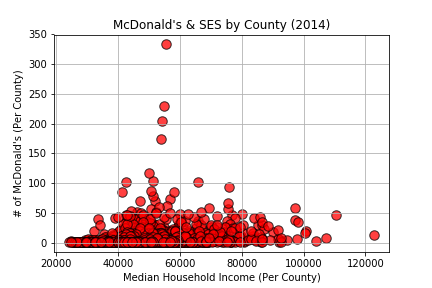 McDonald's & SES by County (2014)
350
300
250
200
150
100
50
0
# of McDonald's (Per County)
20000 40000 60000 80000 100000 120000
Median Household Income (Per County)